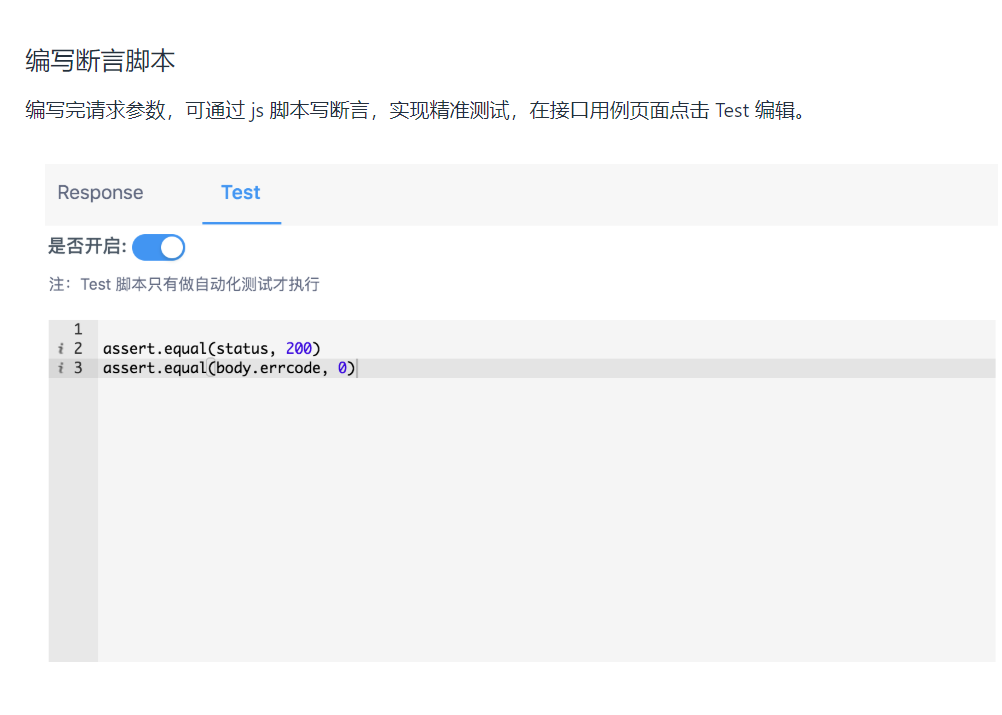 编写断言脚本
编写完请求参数，可通过 js 脚本写断言，实现精准测试，在接口用例页面点击 Test 编辑。
Response Test
是否开启:
注：Test 脚本只有做自动化测试才执行
1
i 2 assert.equal(status, 200)
i 3 assert.equal(body.errcode, 0)